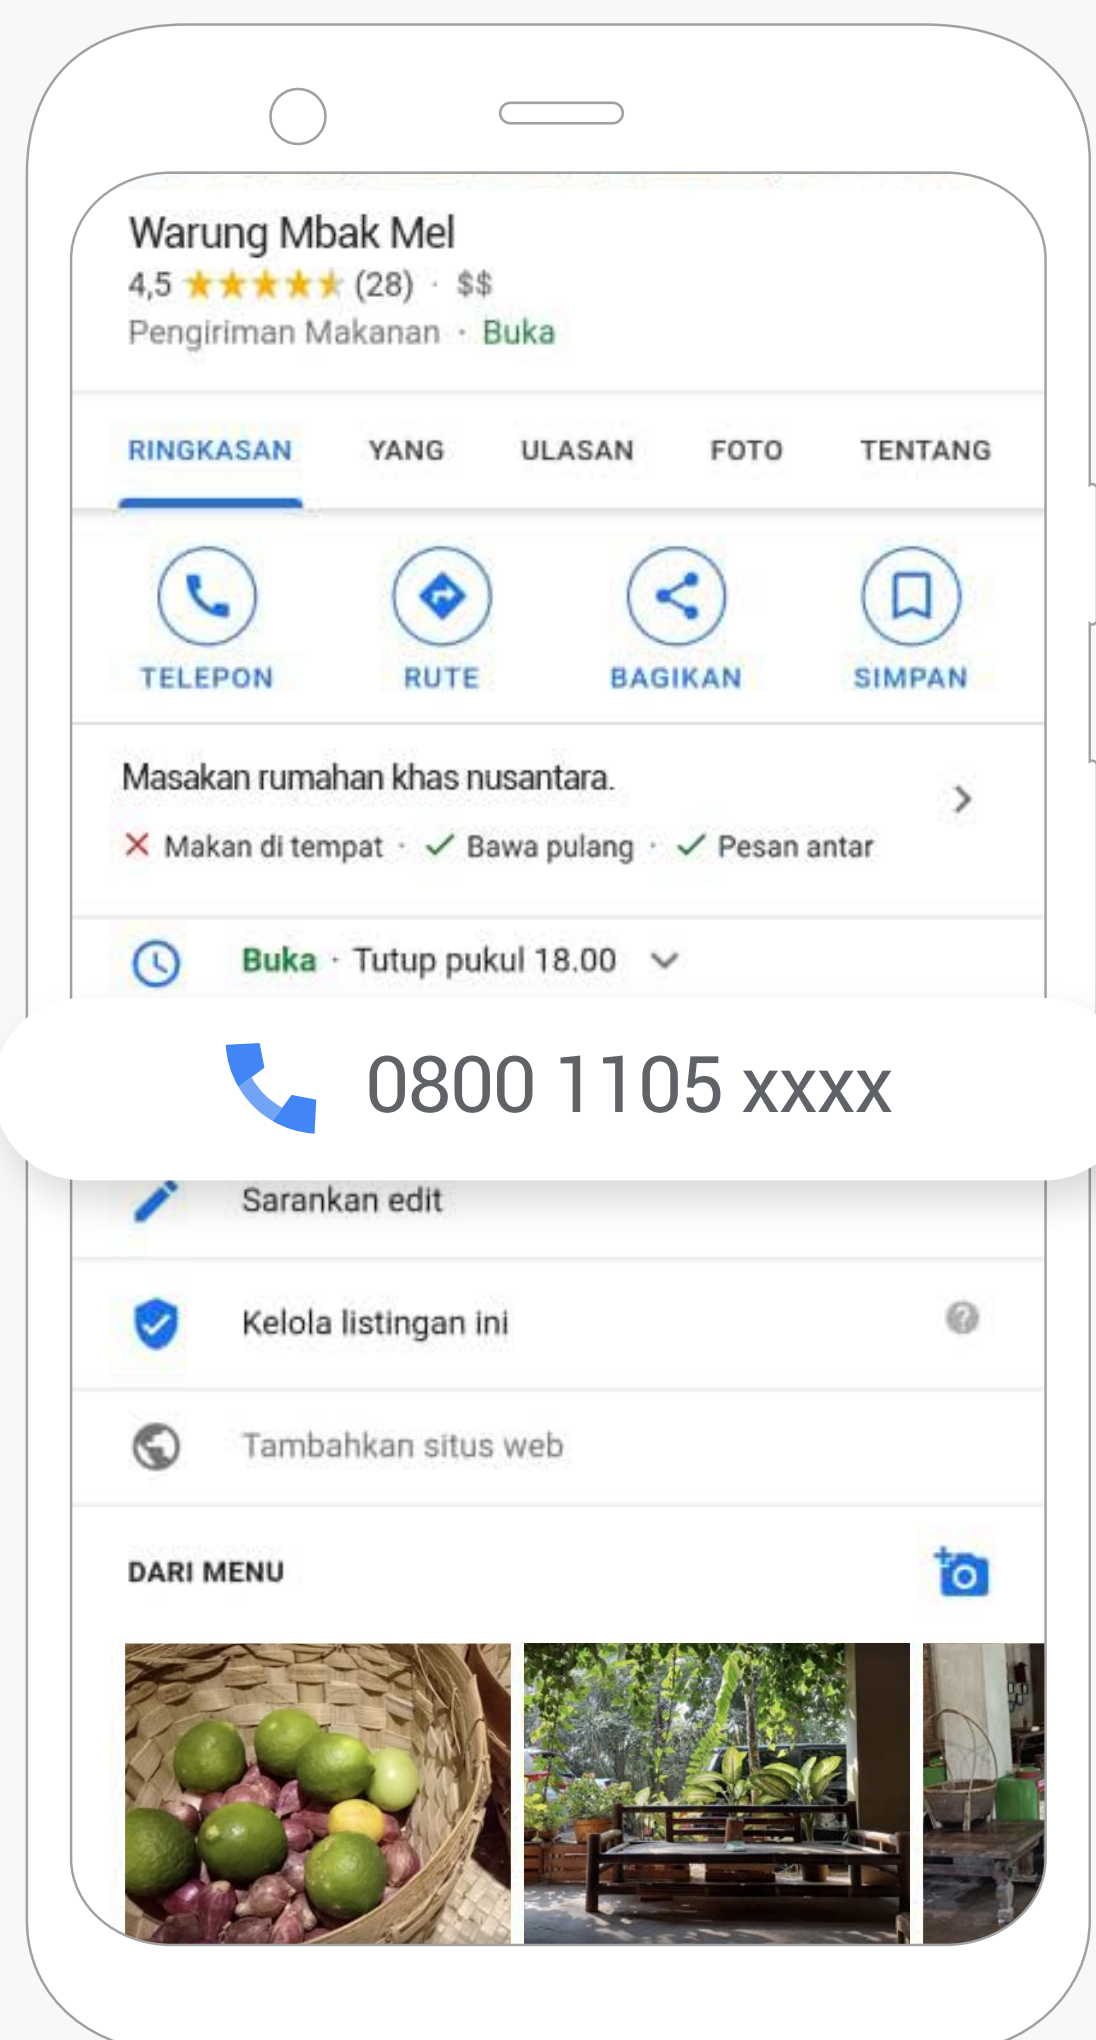 Warung Mbak Mel
4,5 (28) · $$
Pengiriman Makanan · Buka
RINGKASAN YANG ULASAN FOTO TENTANG
TELEPON RUTE BAGIKAN SIMPAN
Masakan rumahan khas nusantara.
Makan di tempat · Bawa pulang · Pesan antar
Buka · Tutup pukul 18.00
0800 1105 xxxx
Sarankan edit
Kelola listingan ini
Tambahkan situs web
DARI MENU